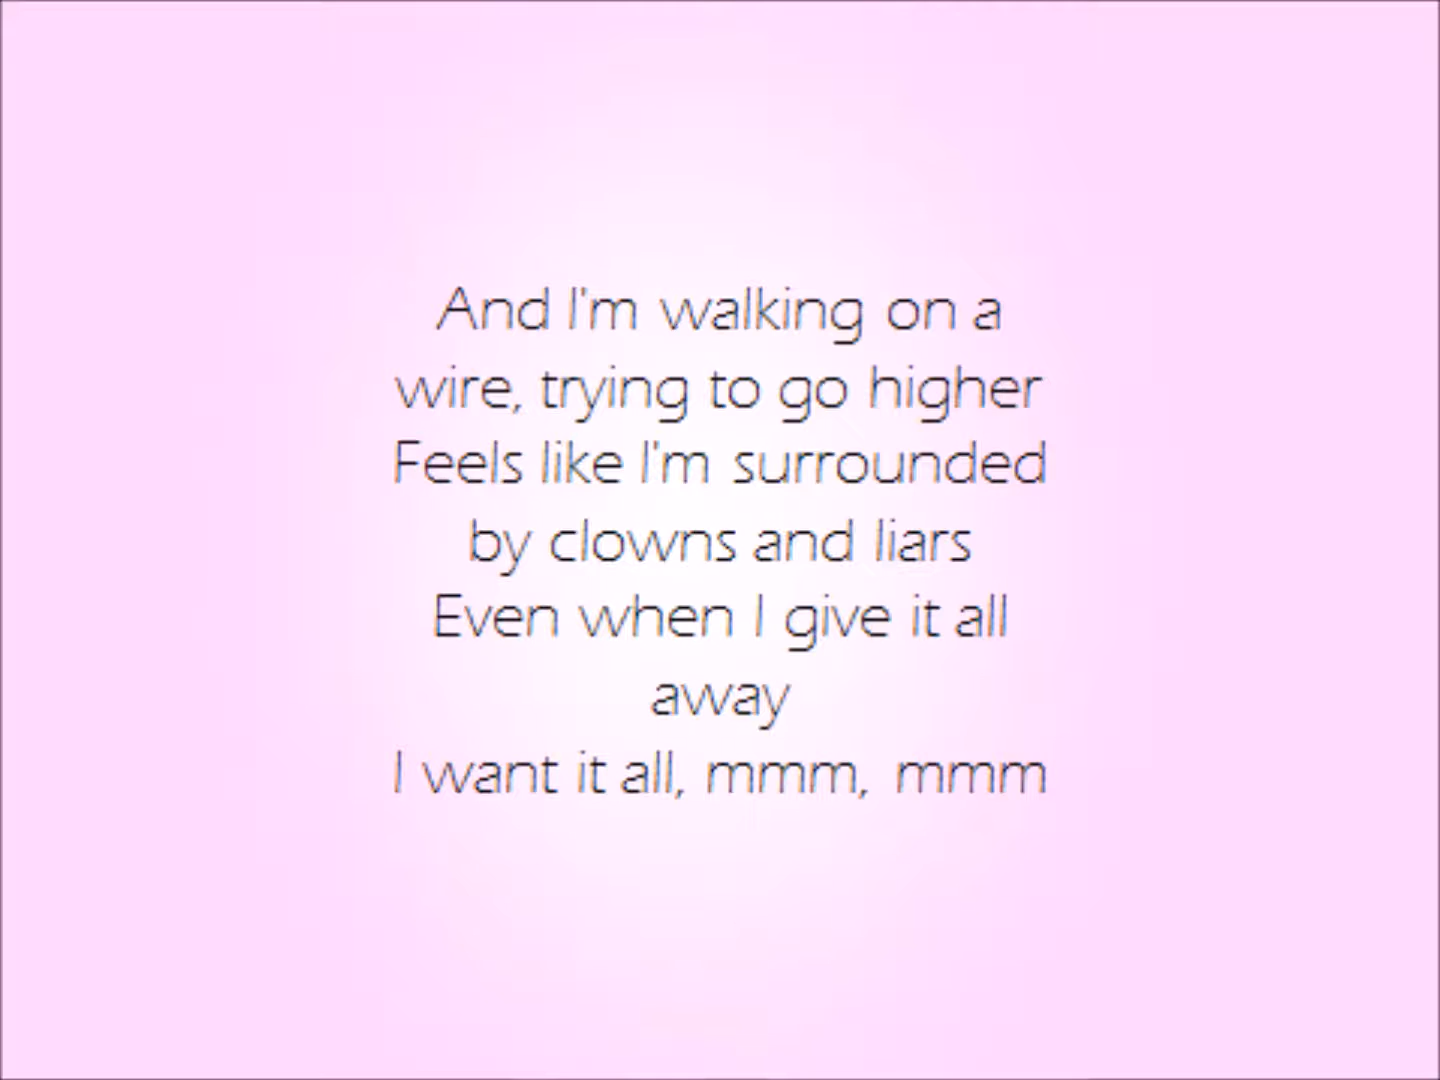 And I'm walking on a
wire, trying to go higher
Feels like I'm surrounded
by clowns and liars
Even when I give it all
away
I want it all, mmm, mmm